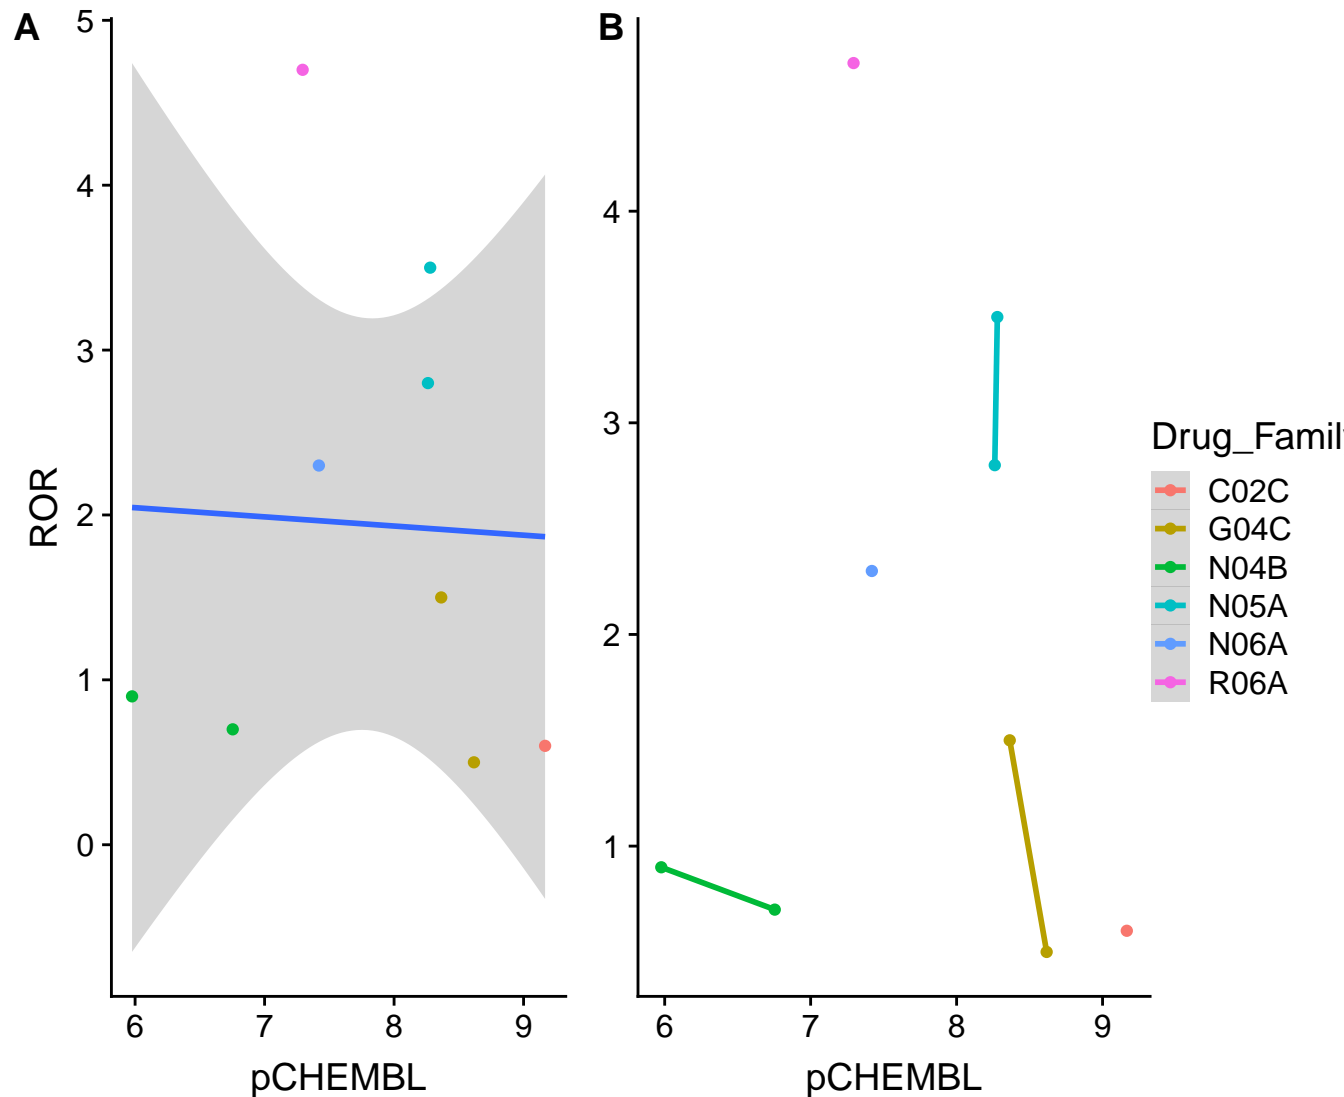 A
B
5
4
3
2
1
0
ROR
6 7 8 9
pCHEMBL
4
3
2
1
6 7 8 9
pCHEMBL
Drug_Famil
C02C
G04C
N04B
N05A
N06A
R06A